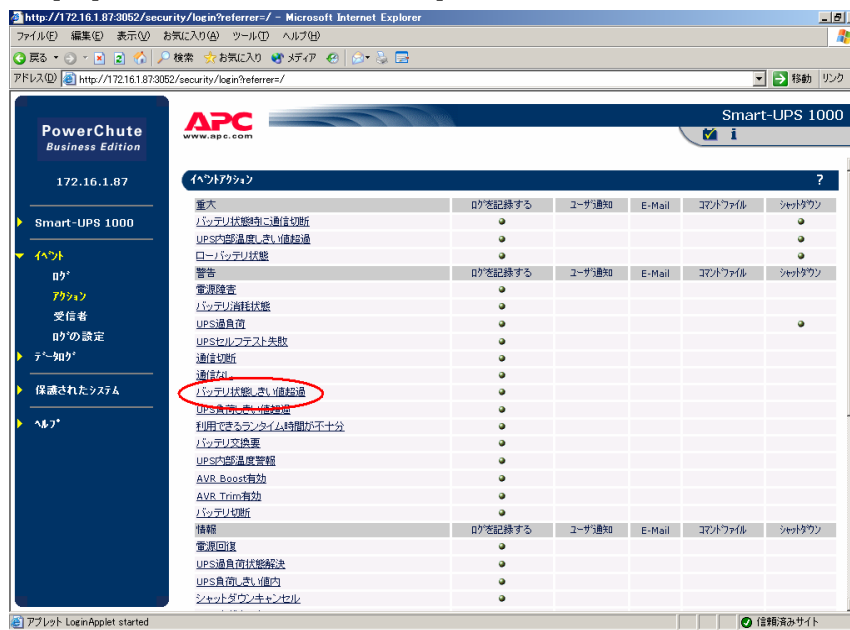 http://172.16.1.87:3052/security/login?referrer=/ - Microsoft Internet Explorer
ファイル(F) 編集(E) 表示(V) お気に入り(A) ツール(T) ヘルプ(H)
戻る 検索 お気に入り メディア
アドレス(D) http://172.16.1.87:3052/security/login?referrer=/ 移動 リンク
PowerChute
Business Edition
APC
www.apc.com
Smart-UPS 1000
172.16.1.87
Smart-UPS 1000
イベント
ログ
アクション
受信者
ログの設定
データログ
保護されたシステム
ヘルプ
イベントアクション ?
重大 ログを記録する ユーザ通知 E-Mail コマンドファイル シャットダウン
バッテリ状態時に通信切断
UPS内部温度しきい値超過
ローバッテリ状態
警告 ログを記録する ユーザ通知 E-Mail コマンドファイル シャットダウン
電源障害
バッテリ消耗状態
UPS過負荷
UPSセルフテスト失敗
通信切断
通信なし
バッテリ状態しきい値超過
UPS負荷しきい値超過
利用できるランタイム時間が不十分
バッテリ交換要
UPS内部温度警報
AVR Boost有効
AVR Trim有効
バッテリ切断
情報 ログを記録する ユーザ通知 E-Mail コマンドファイル シャットダウン
電源回復
UPS過負荷状態解決
UPS負荷しきい値内
シャットダウンキャンセル
アプレット LoginApplet started 信頼済みサイト